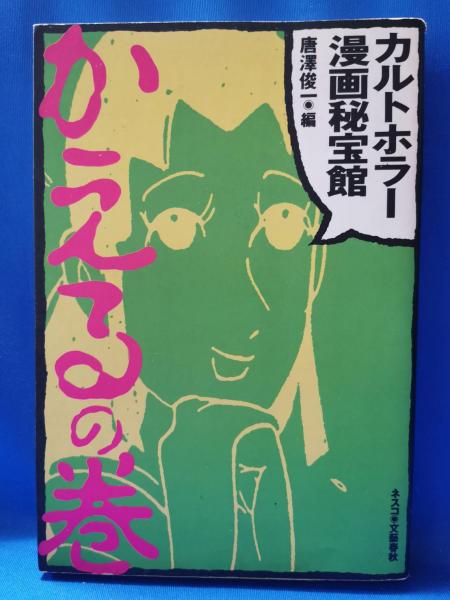 カルトホラー
漫画秘宝館
唐澤俊一◉編
かえるの巻
ネスコ◉文藝春秋